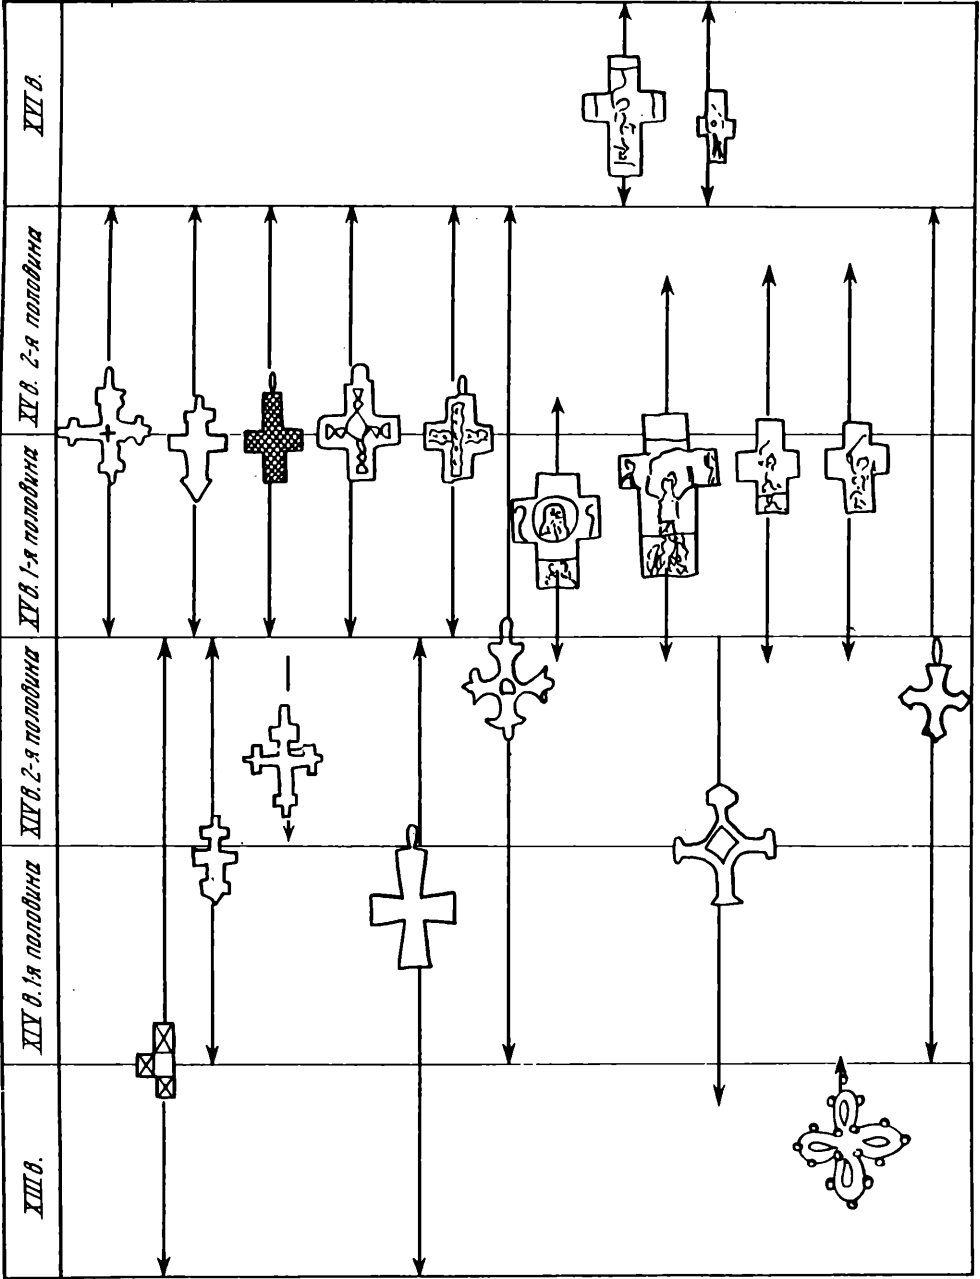 XVI в.
XV в. 2-я половина
XV в. 1-я половина
XIV в. 2-я половина
XIV в. 1-я половина
XIII в.